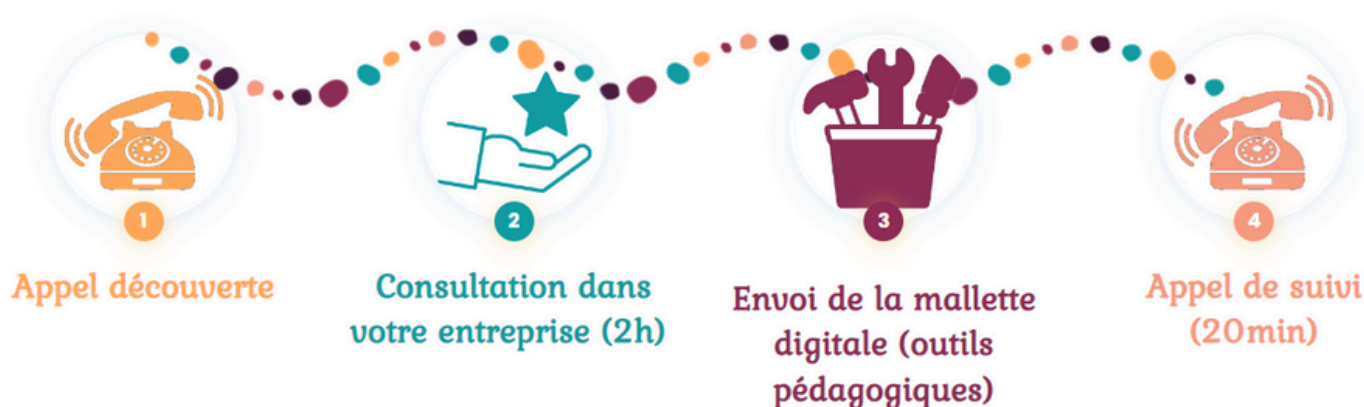 1
Appel découverte
2
Consultation dans
votre entreprise (2h)
3
Envoi de la mallette
digitale (outils
pédagogiques)
4
Appel de suivi
(20min)